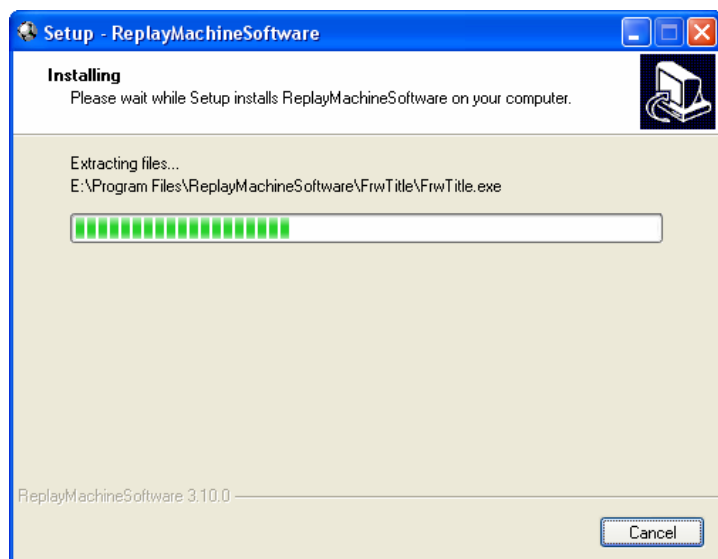 Setup - ReplayMachineSoftware
Installing
Please wait while Setup installs ReplayMachineSoftware on your computer.
Extracting files...
E:\Program Files\ReplayMachineSoftware\FrwTitle\FrwTitle.exe
ReplayMachineSoftware 3.10.0
Cancel